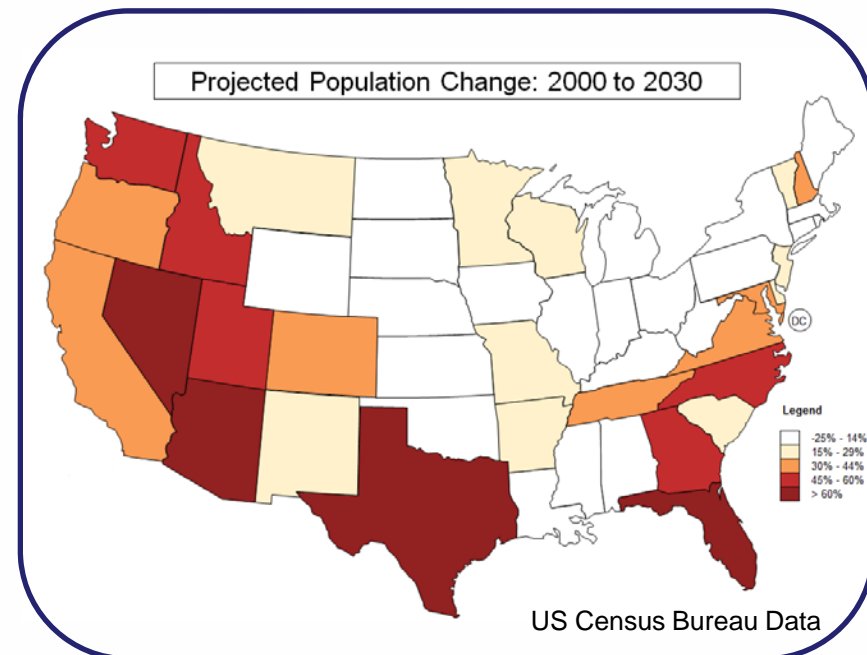 Projected Population Change: 2000 to 2030
DC
Legend
-25% - 14%
15% - 29%
30% - 44%
45% - 60%
> 60%
US Census Bureau Data